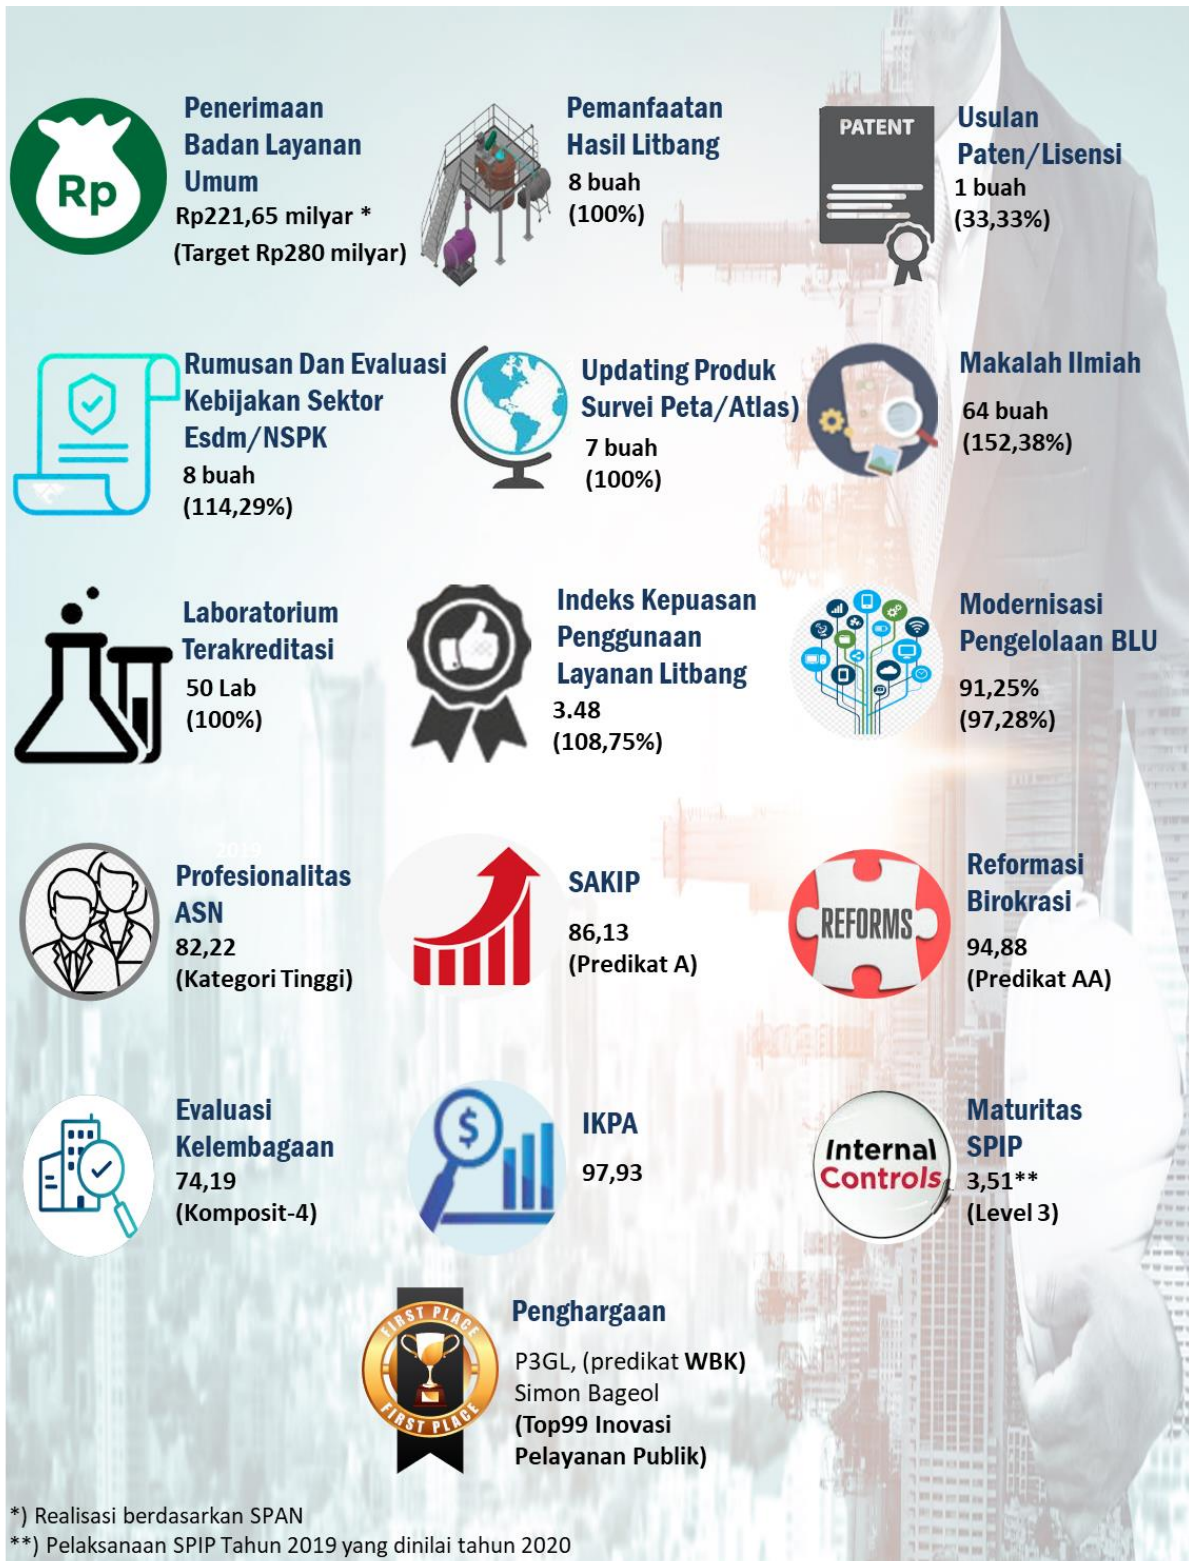 Penerimaan
Badan Layanan
Umum
Rp221,65 milyar *
(Target Rp280 milyar)
Rp
Pemanfaatan
Hasil Litbang
8 buah
(100%)
PATENT
Usulan
Paten/Lisensi
1 buah
(33,33%)
Rumusan Dan Evaluasi
Kebijakan Sektor
Esdm/NSPK
8 buah
(114,29%)
Updating Produk
Survei Peta/Atlas)
7 buah
(100%)
Makalah Ilmiah
64 buah
(152,38%)
Laboratorium
Terakreditasi
50 Lab
(100%)
Indeks Kepuasan
Penggunaan
Layanan Litbang
3.48
(108,75%)
Modernisasi
Pengelolaan BLU
91,25%
(97,28%)
2019
Profesionalitas
ASN
82,22
(Kategori Tinggi)
SAKIP
86,13
(Predikat A)
REFORMS
Reformasi
Birokrasi
94,88
(Predikat AA)
Evaluasi
Kelembagaan
74,19
(Komposit-4)
$
IKPA
97,93
Internal
Controls
Maturitas
SPIP
3,51**
(Level 3)
FIRST PLACE
FIRST PLACE
Penghargaan
P3GL, (predikat WBK)
Simon Bageol
(Top99 Inovasi
Pelayanan Publik)
*) Realisasi berdasarkan SPAN
**) Pelaksanaan SPIP Tahun 2019 yang dinilai tahun 2020